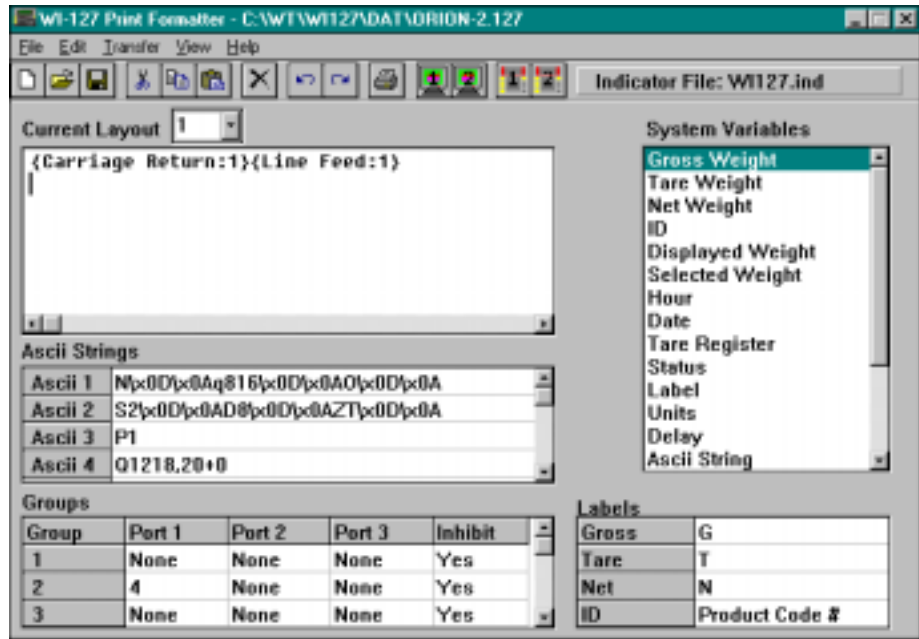 WI-127 Print Formatter - C:\WT\WI127\DAT\ORION-2.127
File Edit Transfer View Help
1 2 1 2 Indicator File: WI127.ind
Current Layout 1
{Carriage Return:1}{Line Feed:1}
System Variables
Gross Weight
Tare Weight
Net Weight
ID
Displayed Weight
Selected Weight
Hour
Date
Tare Register
Status
Label
Units
Delay
Ascii String
Ascii Strings
Ascii 1 N\x0D\x0Aq816\x0D\x0AO\x0D\x0A
Ascii 2 S2\x0D\x0AD8\x0D\x0AZT\x0D\x0A
Ascii 3 P1
Ascii 4 Q1218,20+0
Groups
Group Port 1 Port 2 Port 3 Inhibit
1 None None None Yes
2 4 None None Yes
3 None None None Yes
Labels
Gross G
Tare T
Net N
ID Product Code #